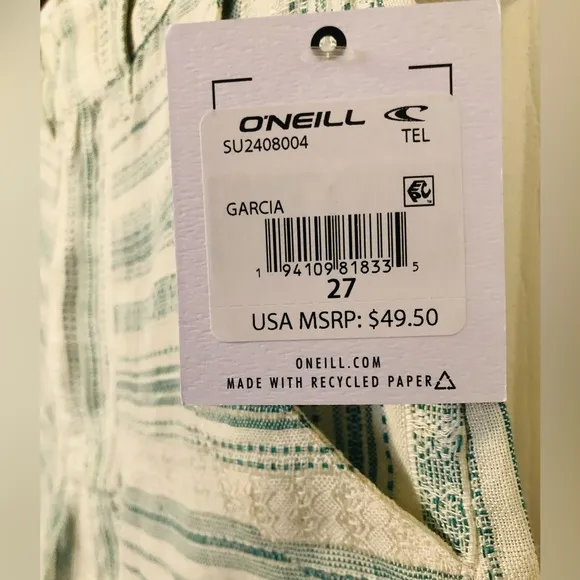 O'NEILL
SU2408004 TEL
GARCIA
EPC™
1 94109 81833 5
27
USA MSRP: $49.50
ONEILL.COM
MADE WITH RECYCLED PAPER